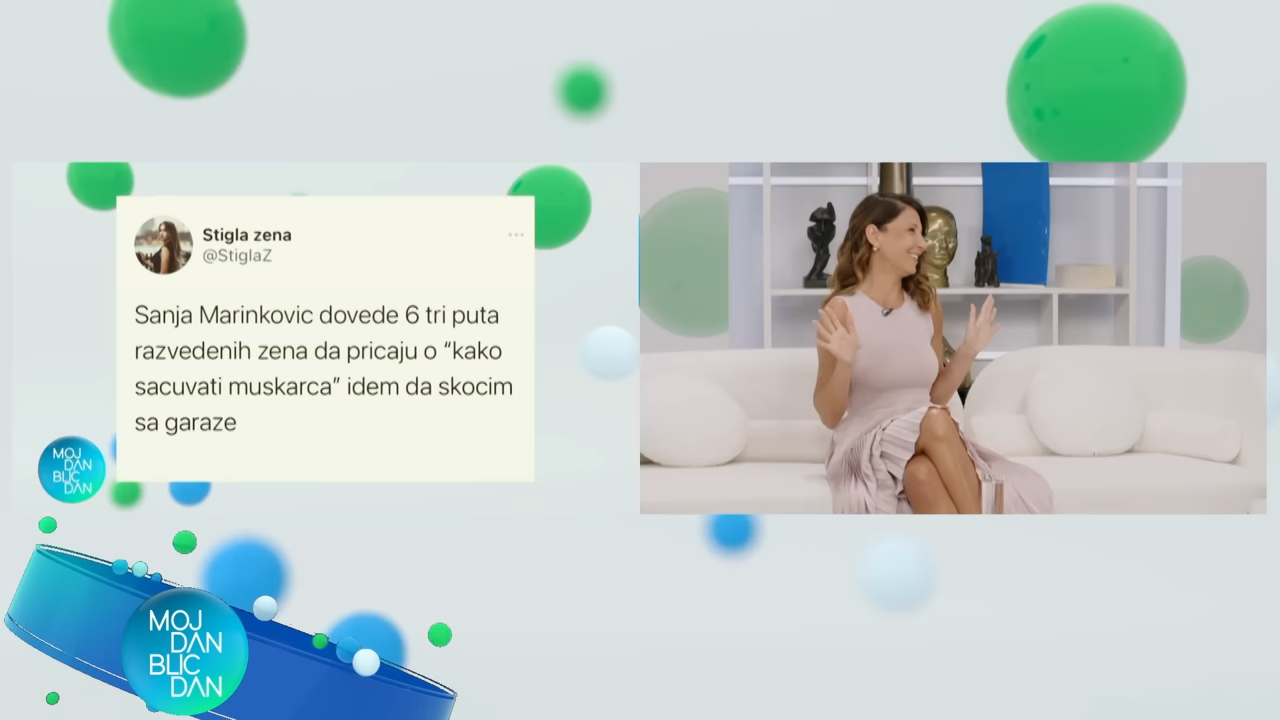 Stigla zena
@StiglaZ
Sanja Marinkovic dovede 6 tri puta
razvedenih zena da pricaju o “kako
sacuvati muskarca” idem da skocim
sa garaze
MOJ
DAN
BLIC
DAN
MOJ
DAN
BLIC
DAN